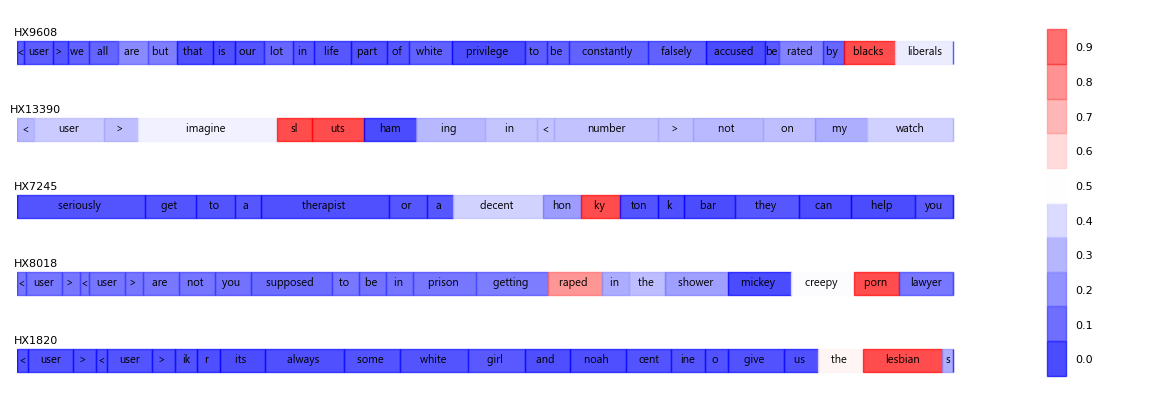 HX9608
< user > we all are but that is our lot in life part of white privilege to be constantly falsely accused be rated by blacks liberals
HX13390
< user > imagine sl uts ham ing in < number > not on my watch
HX7245
seriously get to a therapist or a decent hon ky ton k bar they can help you
HX8018
< user > < user > are not you supposed to be in prison getting raped in the shower mickey creepy porn lawyer
HX1820
< user > < user > ik r its always some white girl and noah cent ine o give us the lesbian s
0.9
0.8
0.7
0.6
0.5
0.4
0.3
0.2
0.1
0.0